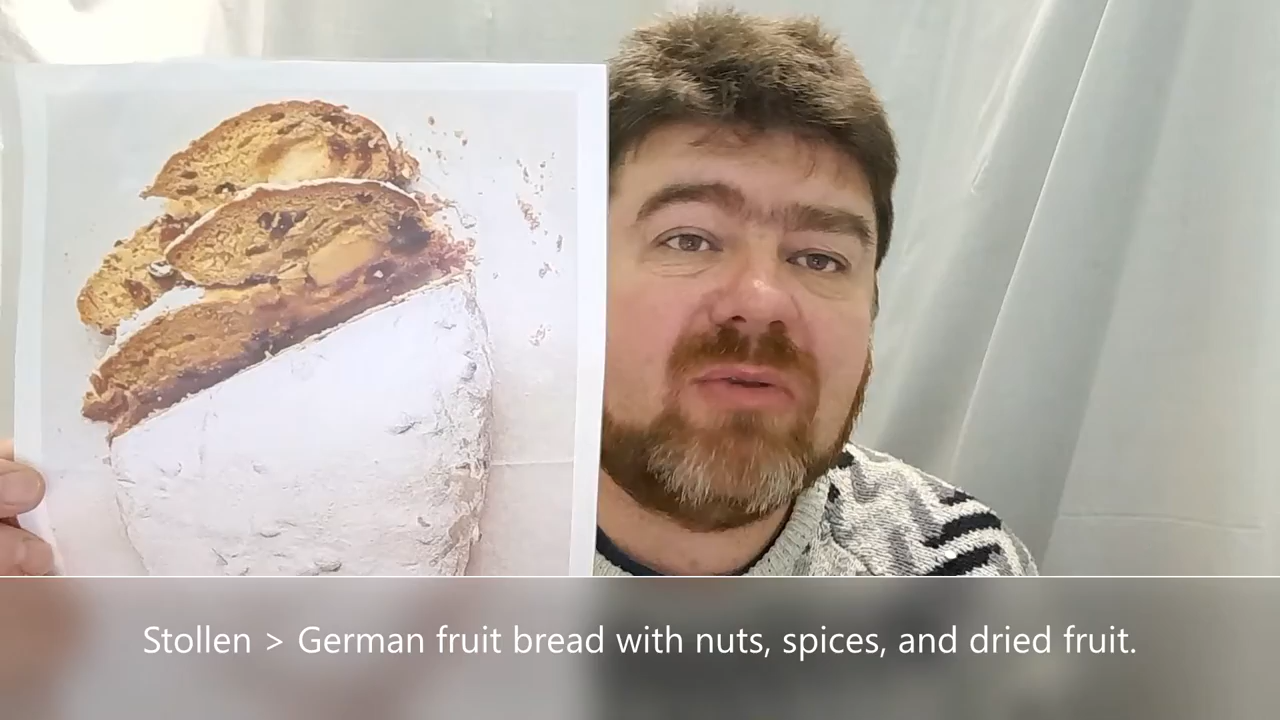 Stollen > German fruit bread with nuts, spices, and dried fruit.